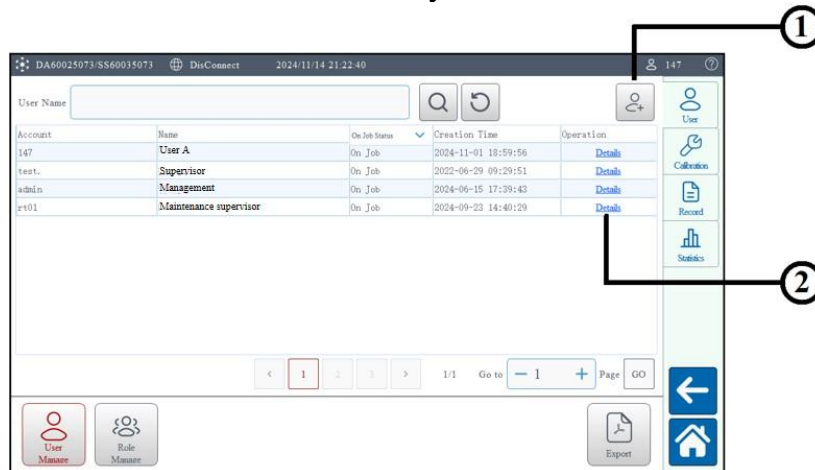 1
DA60025073/SS60035073 DisConnect 2024/11/14 21:22:40 147
User Name
User
Account Name On Job Status Creation Time Operation
147 User A On Job 2024-11-01 18:59:56 Details
test. Supervisor On Job 2022-06-29 09:29:51 Details
admin Management On Job 2024-06-15 17:39:43 Details
rt01 Maintenance supervisor On Job 2024-09-23 14:40:29 Details
Calibration
Record
Statistics
2
< 1 2 3 > 1/1 Go to − 1 + Page GO
User Manage
Role Manage
Export